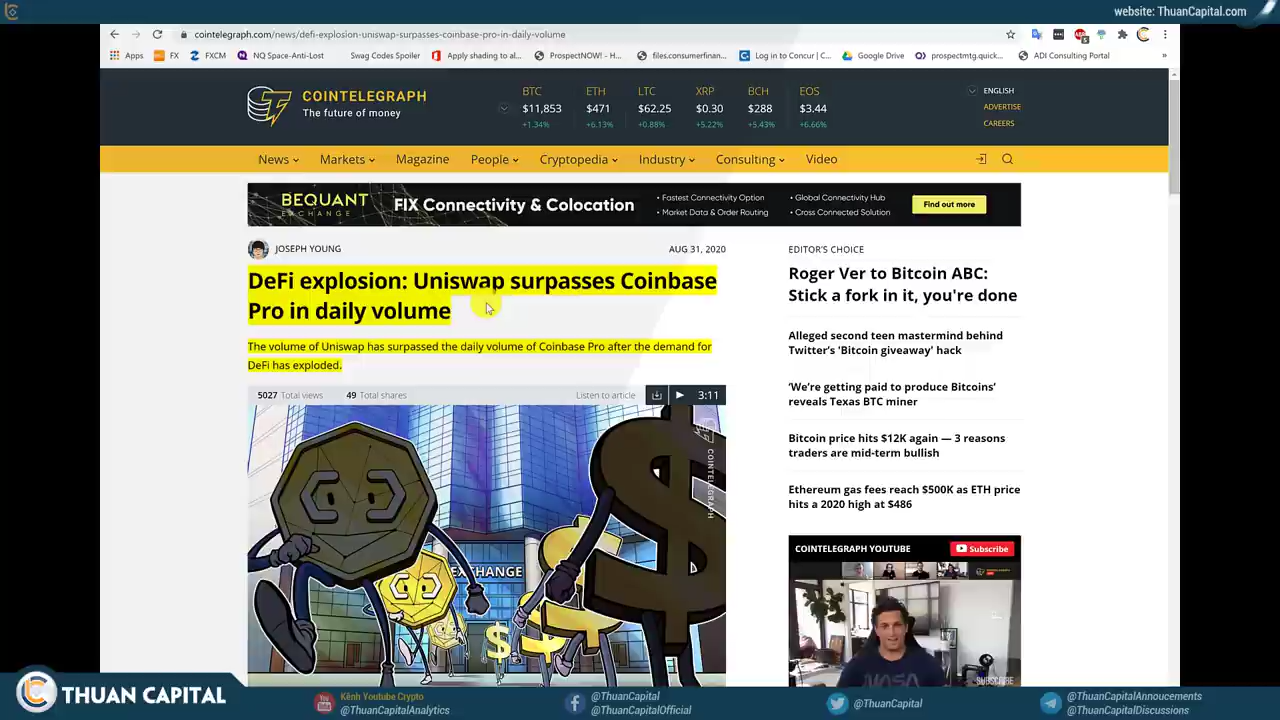 website: ThuanCapital.com
cointelegraph.com/news/defi-explosion-uniswap-surpasses-coinbase-pro-in-daily-volume
Apps FX FXCM NQ Space-Anti-Lost Swag Codes Spoiler Apply shading to al... ProspectNOW! - H... files.consumerfinan... Log in to Concur | C... Google Drive prospectmtg.quick... ADI Consulting Portal »
COINTELEGRAPH
The future of money
BTC ETH LTC XRP BCH EOS
$11,853 $471 $62.25 $0.30 $288 $3.44
+1.34% +6.13% +0.88% +5.22% +5.43% +6.66%
ENGLISH
ADVERTISE
CAREERS
News Markets Magazine People Cryptopedia Industry Consulting Video
BEQUANT
EXCHANGE
FIX Connectivity & Colocation
• Fastest Connectivity Option • Global Connectivity Hub
• Market Data & Order Routing • Cross Connected Solution
Find out more
JOSEPH YOUNG AUG 31, 2020
DeFi explosion: Uniswap surpasses Coinbase
Pro in daily volume
The volume of Uniswap has surpassed the daily volume of Coinbase Pro after the demand for
DeFi has exploded.
5027 Total views 49 Total shares Listen to article 3:11
COINTELEGRAPH
EXCHANGE
$
EDITOR'S CHOICE
Roger Ver to Bitcoin ABC:
Stick a fork in it, you're done
Alleged second teen mastermind behind
Twitter's 'Bitcoin giveaway' hack
'We're getting paid to produce Bitcoins'
reveals Texas BTC miner
Bitcoin price hits $12K again — 3 reasons
traders are mid-term bullish
Ethereum gas fees reach $500K as ETH price
hits a 2020 high at $486
COINTELEGRAPH YOUTUBE Subscribe
NASA
SUBSCRIBE
THUAN CAPITAL
Kênh Youtube Crypto
@ThuanCapitalAnalytics
@ThuanCapital
@ThuanCapitalOfficial
@ThuanCapital
@ThuanCapitalAnnoucements
@ThuanCapitalDiscussions